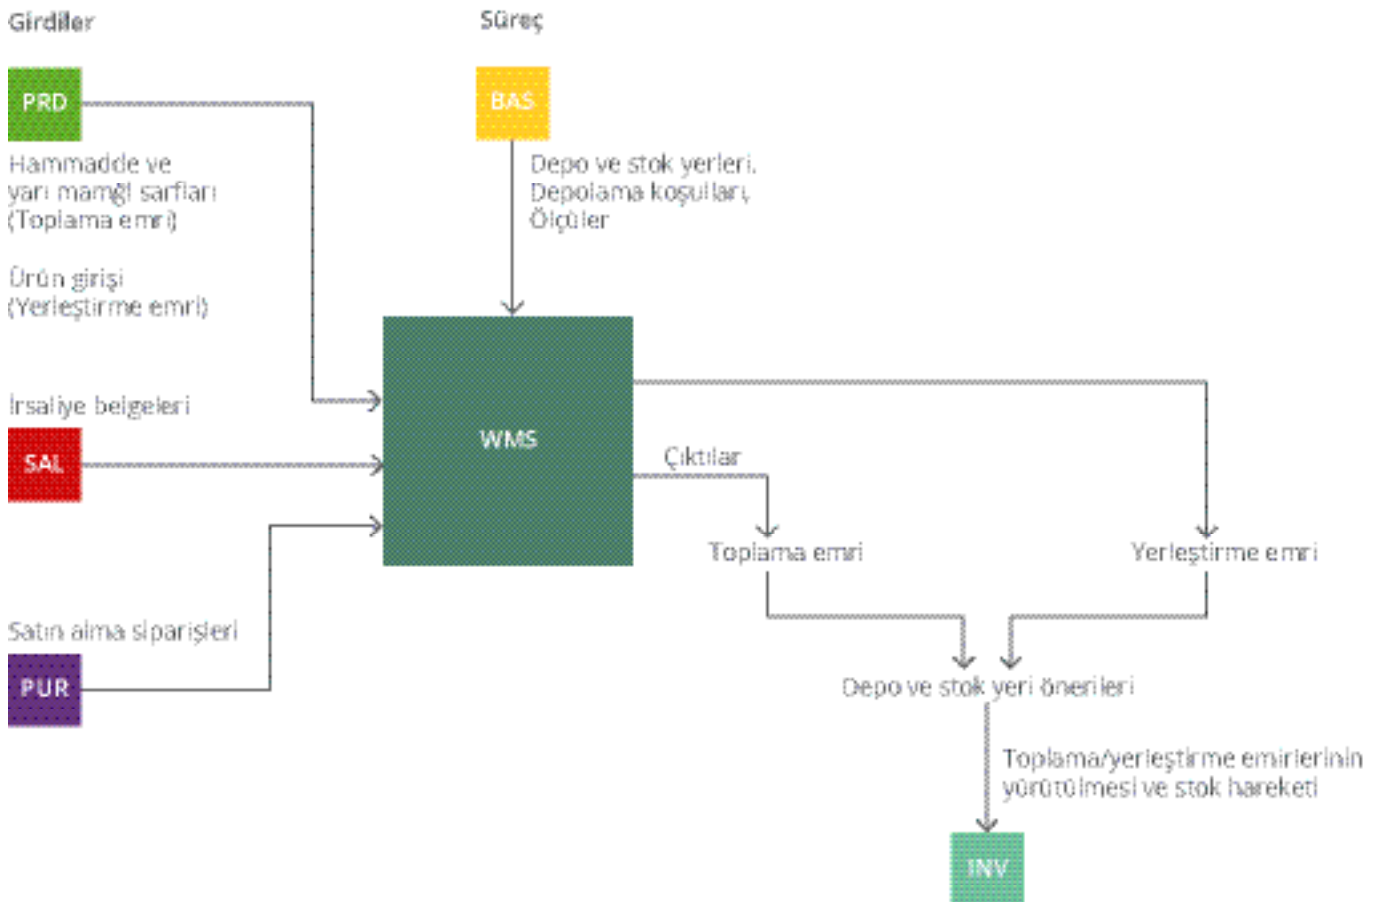 Girdiler
Süreç
PRD
BAS
Hammadde ve
yarı mamğl sarfları
(Toplama emri)
Depo ve stok yerleri.
Depolama koşulları,
Ölçüler
Ürün girişi
(Yerleştirme emri)
İrsaliye belgeleri
SAL
WMS
Çıktılar
Toplama emri
Yerleştirme emri
Satın alma siparişleri
PUR
Depo ve stok yeri önerileri
Toplama/yerleştirme emirlerinin
yürütülmesi ve stok hareketi
INV